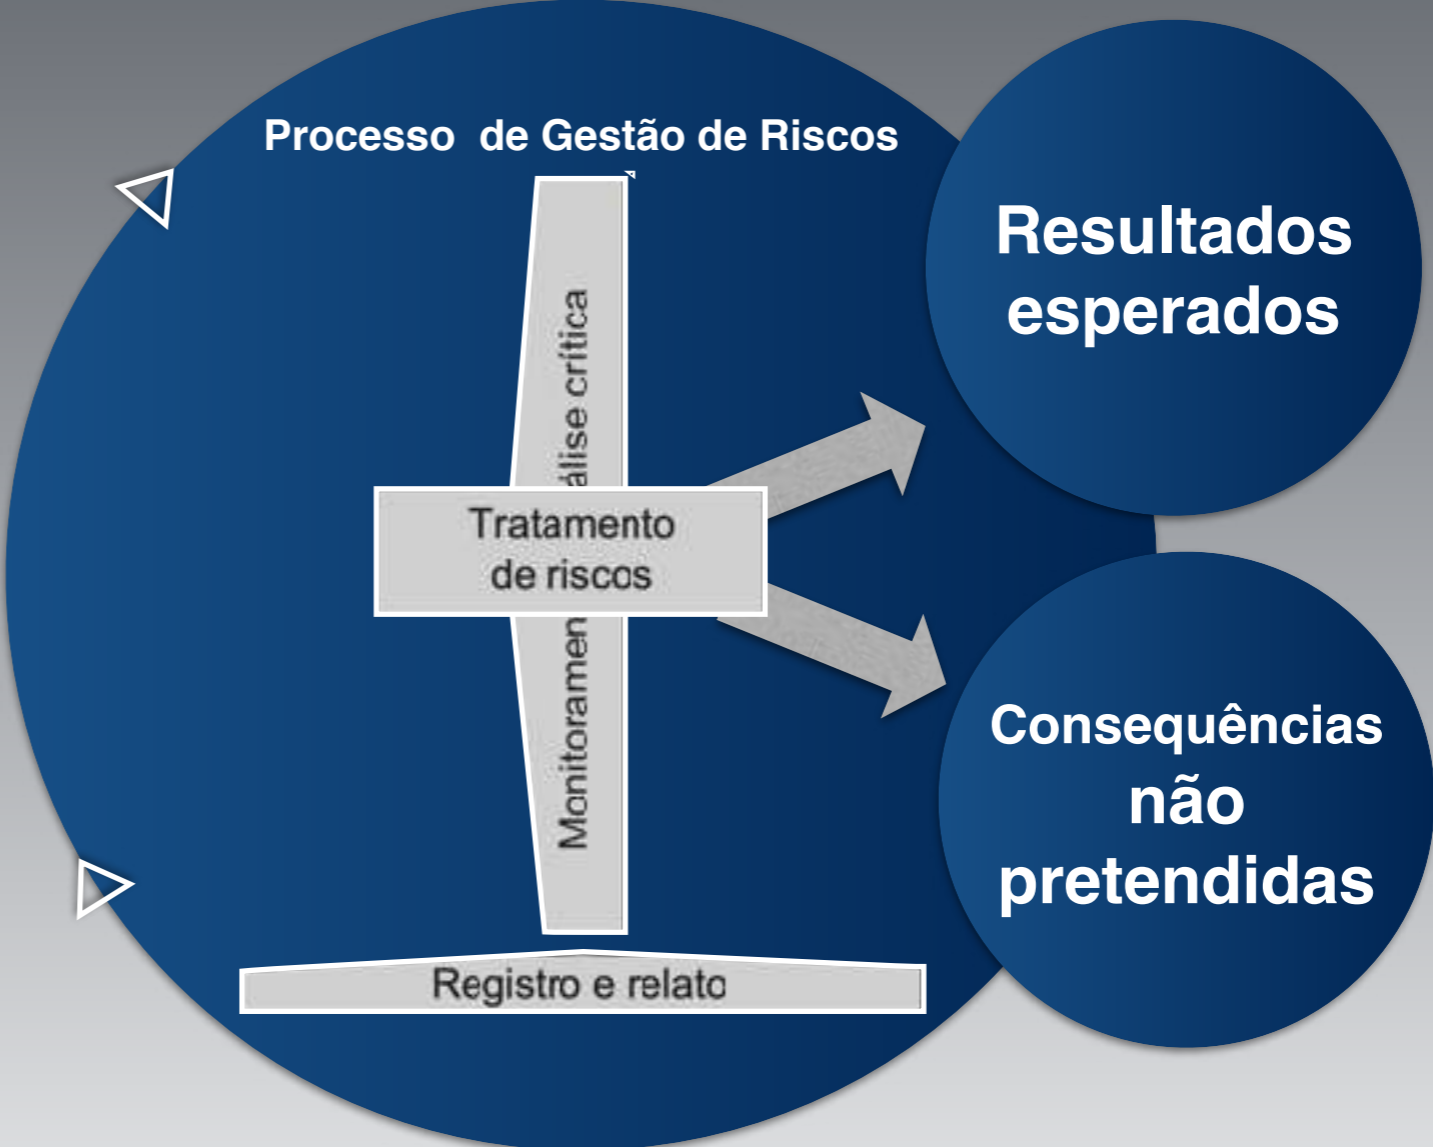 Processo de Gestão de Riscos
Resultados
esperados
álise crítica
Tratamento
de riscos
Monitoramen
Consequências
não
pretendidas
Registro e relato